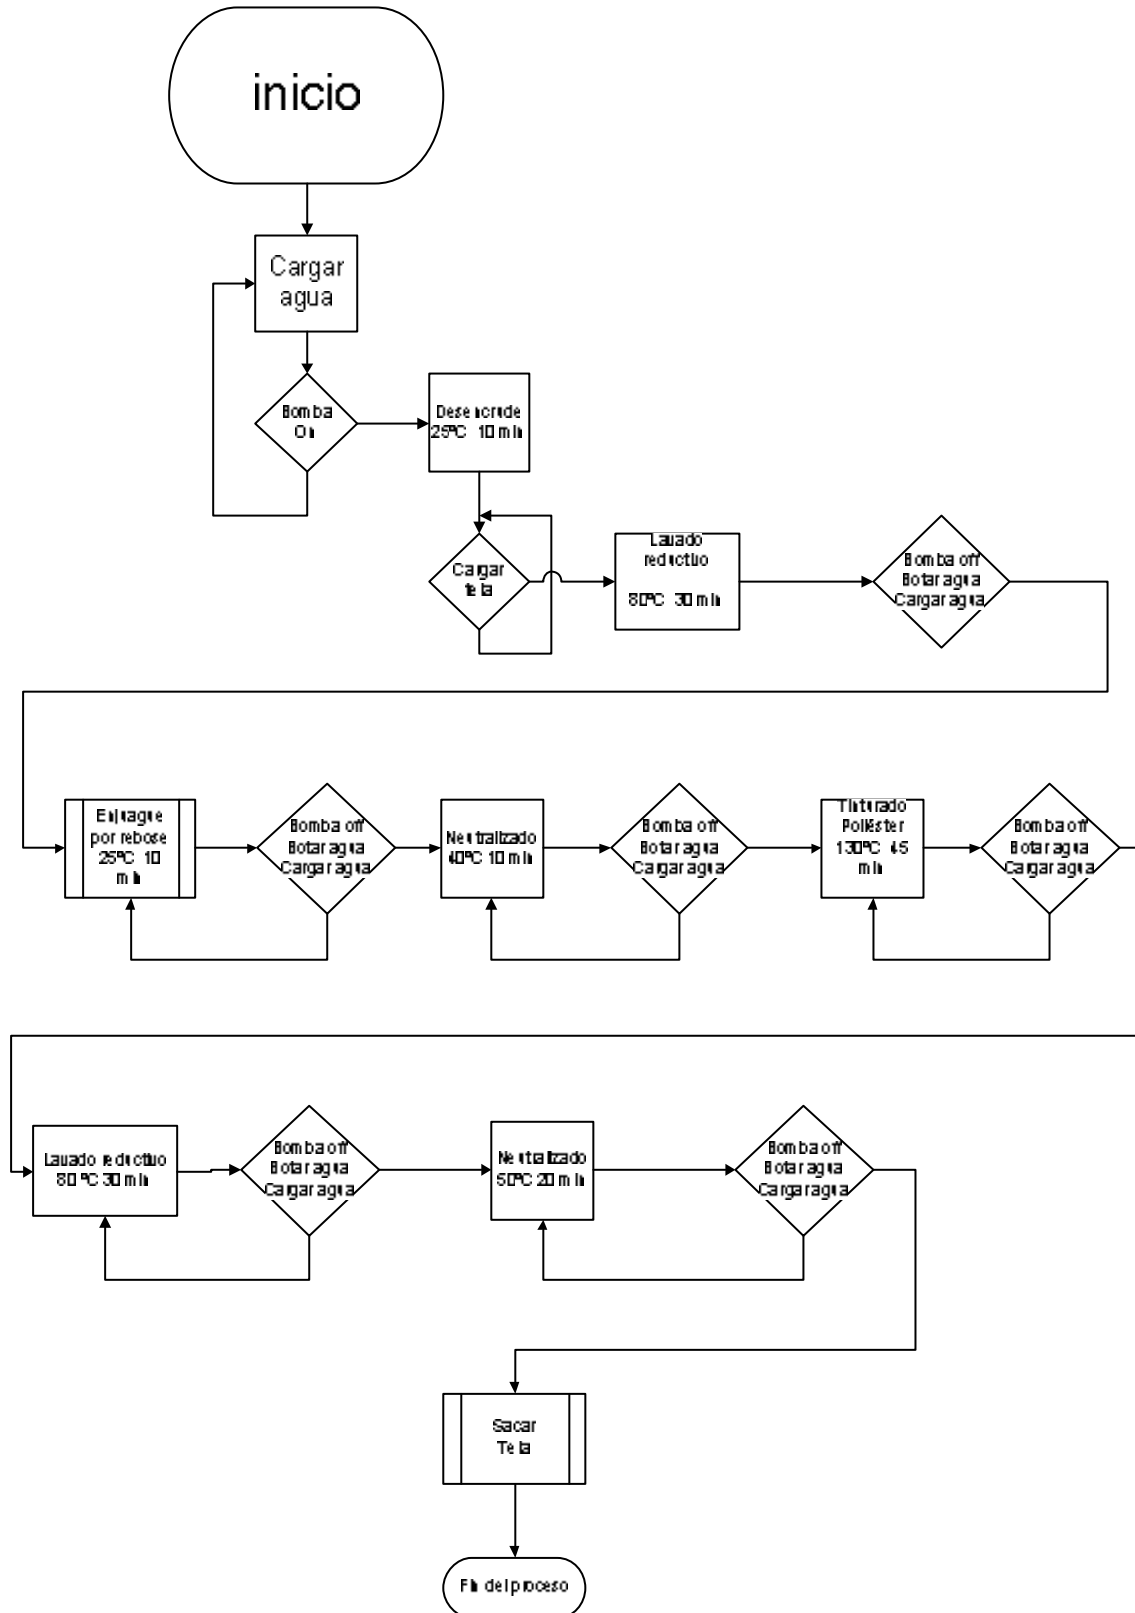 inicio
Cargar
agua
Bomba
On
Desencrude
25ºC 10 min
Cargar
tela
Lavado
reductivo
80ºC 30 min
Bomba off
Botar agua
Cargar agua
Enjuague
por rebose
25ºC 10
min
Bomba off
Botar agua
Cargar agua
Neutralizado
40ºC 10 min
Bomba off
Botar agua
Cargar agua
Tinturado
Poliéster
130ºC 45
min
Bomba off
Botar agua
Cargar agua
Lavado reductivo
80 ºC 30 min
Bomba off
Botar agua
Cargar agua
Neutralizado
50ºC 20 min
Bomba off
Botar agua
Cargar agua
Sacar
Tela
Fin del proceso